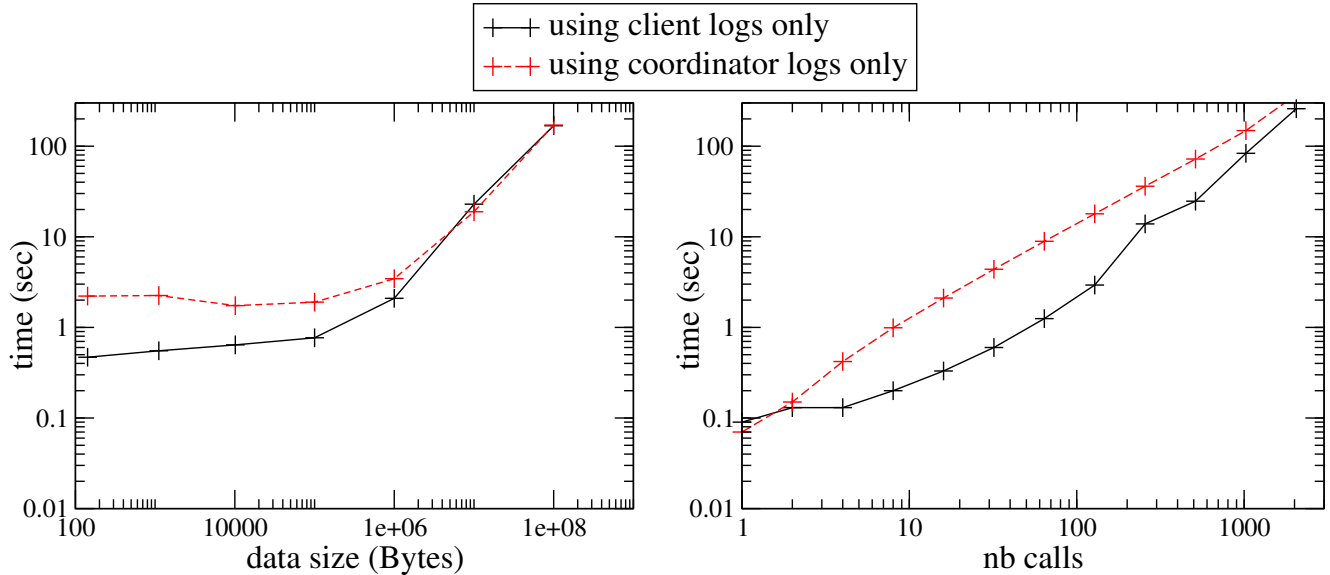 using client logs only
using coordinator logs only
time (sec)
100
10
1
0.1
0.01
100
10000
1e+06
1e+08
data size (Bytes)
time (sec)
100
10
1
0.1
0.01
1
10
100
1000
nb calls